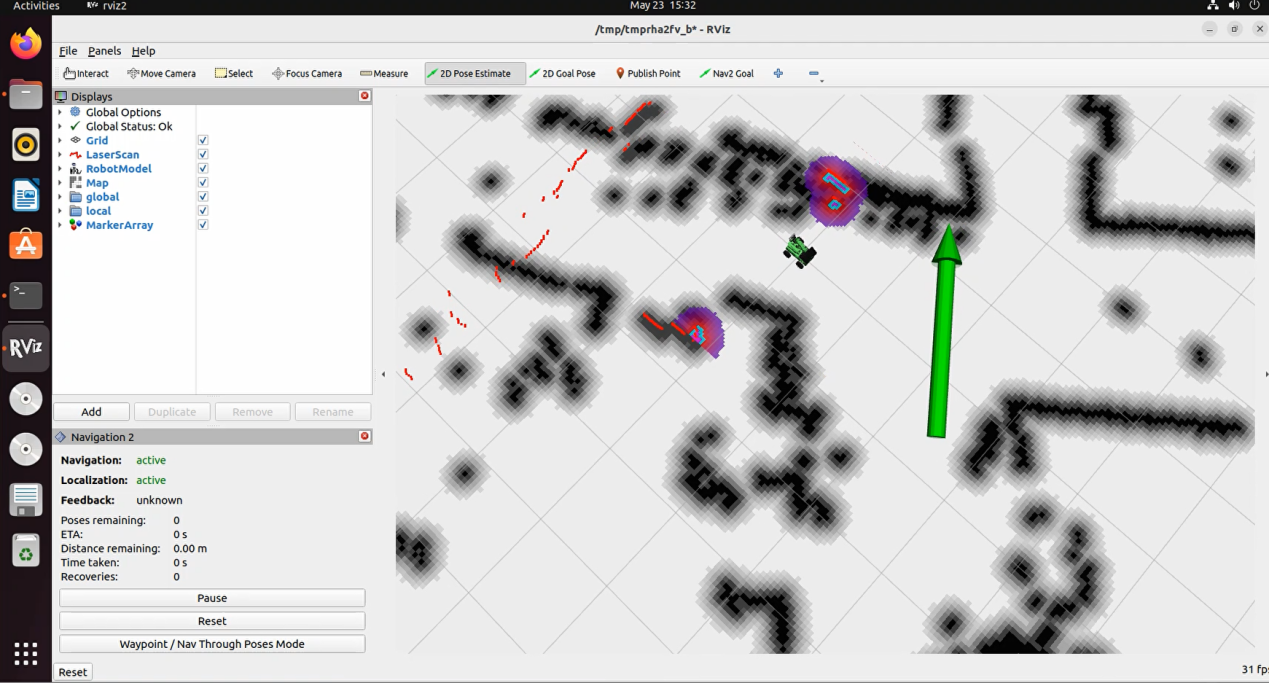 Activities rviz2 May 23 15:32
/tmp/tmprha2fv_b* - RViz
File Panels Help
Interact Move Camera Select Focus Camera Measure 2D Pose Estimate 2D Goal Pose Publish Point Nav2 Goal
Displays
Global Options
Global Status: Ok
Grid
LaserScan
RobotModel
Map
global
local
MarkerArray
RViz
Add Duplicate Remove Rename
Navigation 2
Navigation: active
Localization: active
Feedback: unknown
Poses remaining: 0
ETA: 0 s
Distance remaining: 0.00 m
Time taken: 0 s
Recoveries: 0
Pause
Reset
Waypoint / Nav Through Poses Mode
Reset
31 fps